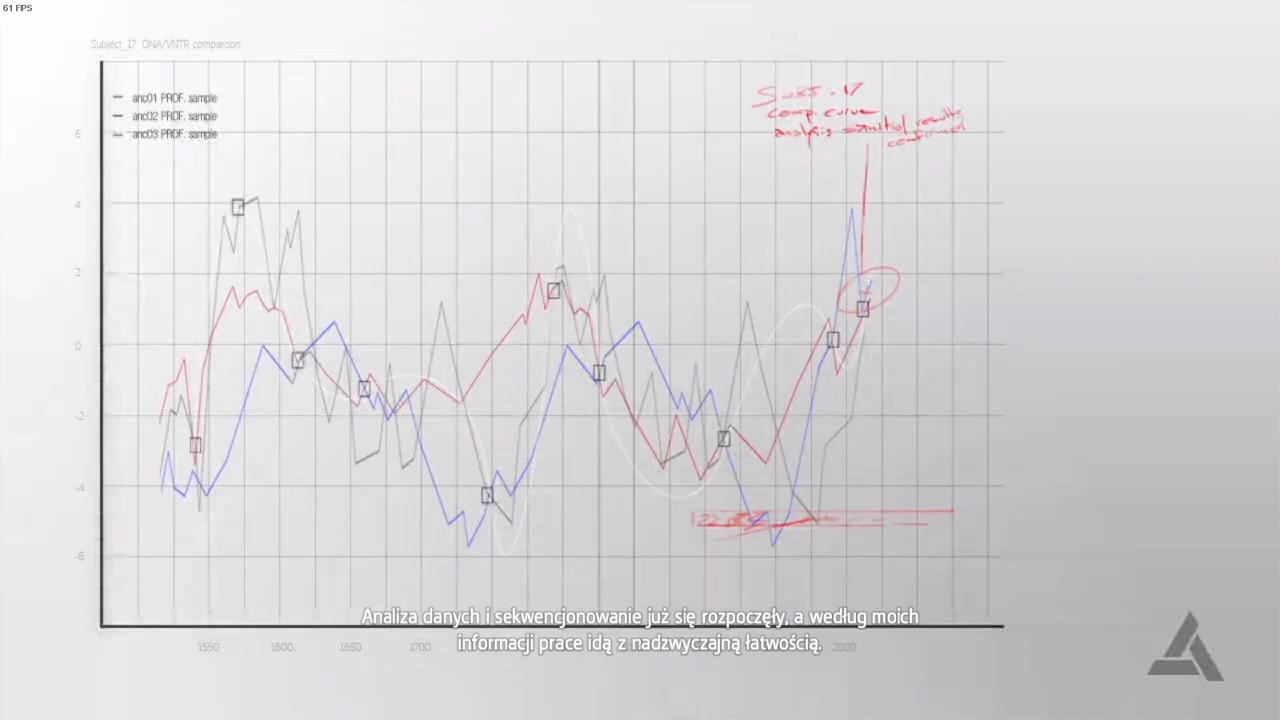 61 FPS
Subject_17 DNA/VNTR comparison
anc01 PROF. sample
anc02 PROF. sample
anc03 PROF. sample
6
4
2
0
-2
-4
-6
SUBJ. 17
comp. curve
analysis results
confirmed
Analiza danych i sekwencjonowanie już się rozpoczęły, a według moich
informacji prace idą z nadzwyczajną łatwością.
1550 1600 1650 1700 2000